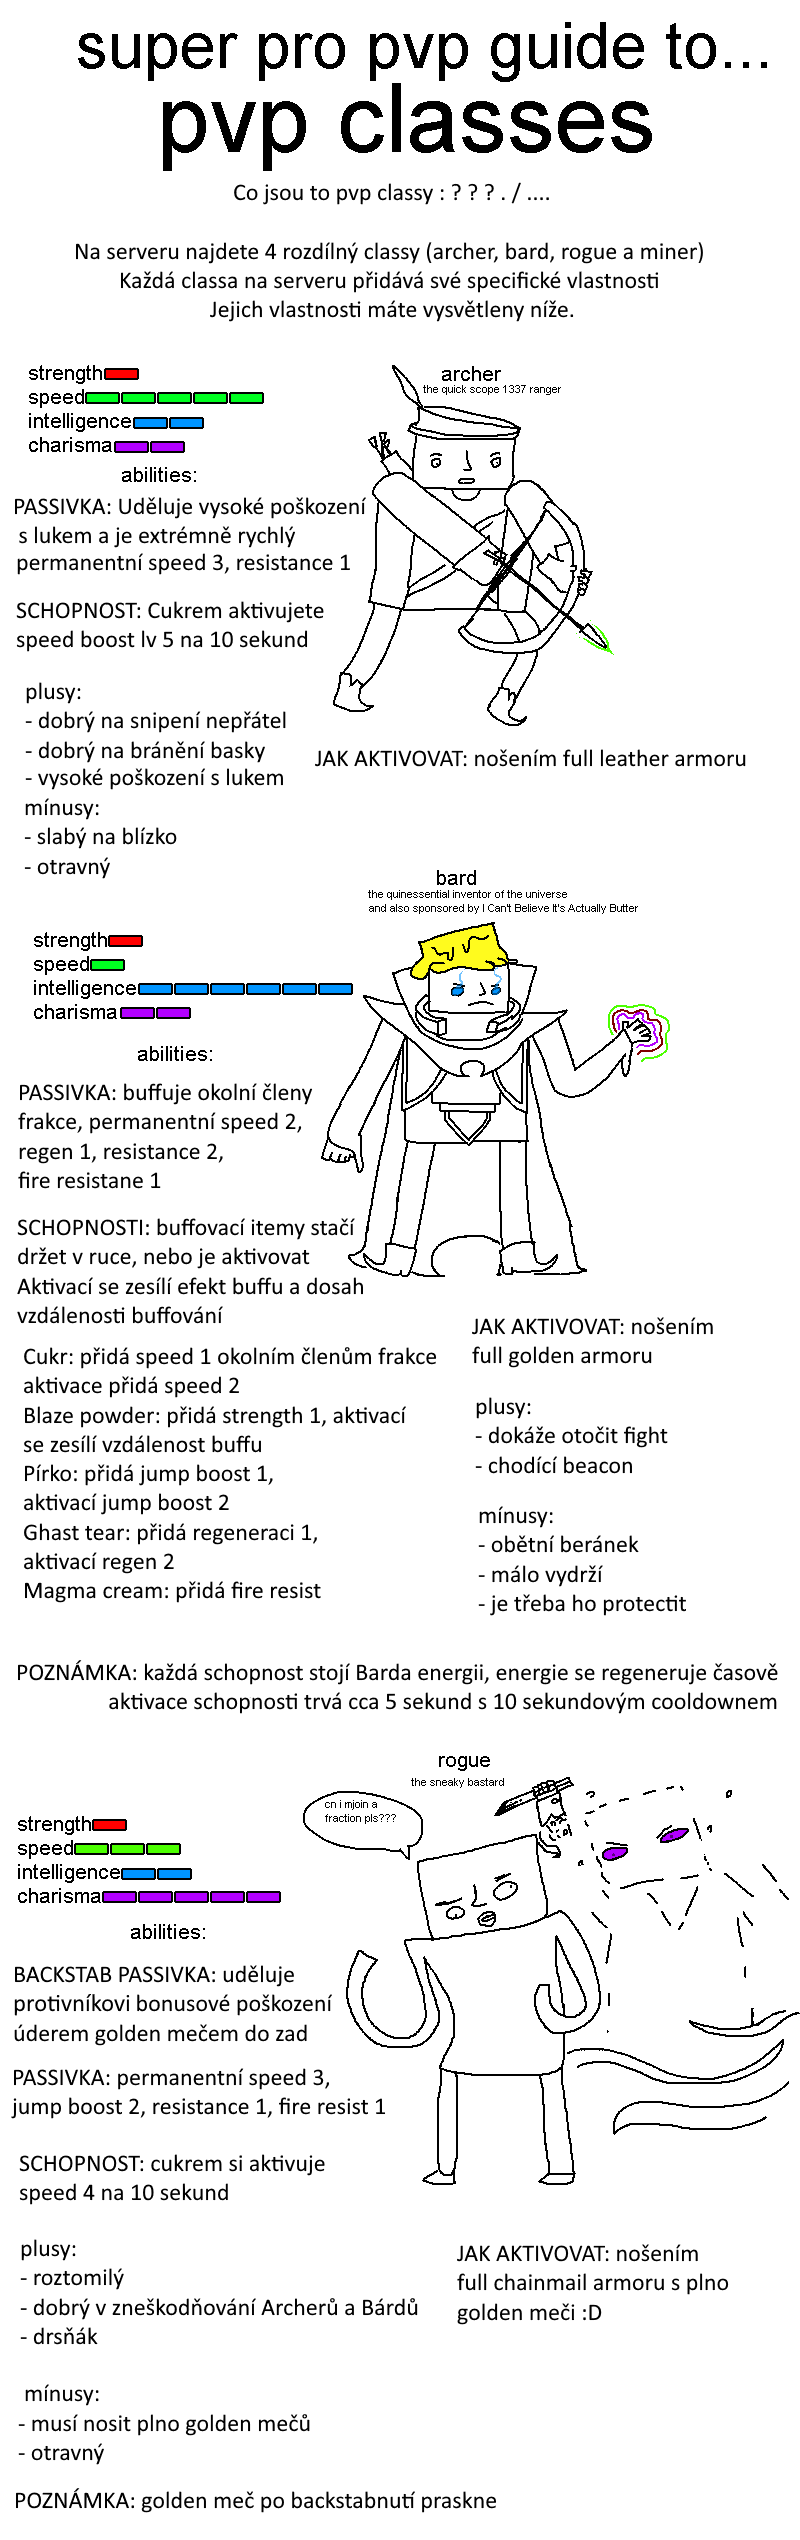 super pro pvp guide to...
pvp classes
Co jsou to pvp classy : ? ? ? . / ....
Na serveru najdete 4 rozdílný classy (archer, bard, rogue a miner)
Každá classa na serveru přidává své specifické vlastnosti
Jejich vlastnosti máte vysvětleny níže.
strength
speed
intelligence
charisma
abilities:
archer
the quick scope 1337 ranger
PASSIVKA: Uděluje vysoké poškození
s lukem a je extrémně rychlý
permanentní speed 3, resistance 1
SCHOPNOST: Cukrem aktivujete
speed boost lv 5 na 10 sekund
plusy:
- dobrý na snipení nepřátel
- dobrý na bránění basky
- vysoké poškození s lukem
mínusy:
- slabý na blízko
- otravný
JAK AKTIVOVAT: nošením full leather armoru
bard
the quinessential inventor of the universe
and also sponsored by I Can't Believe It's Actually Butter
strength
speed
intelligence
charisma
abilities:
PASSIVKA: buffuje okolní členy
frakce, permanentní speed 2,
regen 1, resistance 2,
fire resistane 1
SCHOPNOSTI: buffovací itemy stačí
držet v ruce, nebo je aktivovat
Aktivací se zesílí efekt buffu a dosah
vzdálenosti buffování
Cukr: přidá speed 1 okolním členům frakce
aktivace přidá speed 2
Blaze powder: přidá strength 1, aktivací
se zesílí vzdálenost buffu
Pírko: přidá jump boost 1,
aktivací jump boost 2
Ghast tear: přidá regeneraci 1,
aktivací regen 2
Magma cream: přidá fire resist
JAK AKTIVOVAT: nošením
full golden armoru
plusy:
- dokáže otočit fight
- chodící beacon
mínusy:
- obětní beránek
- málo vydrží
- je třeba ho protectit
POZNÁMKA: každá schopnost stojí Barda energii, energie se regeneruje časově
aktivace schopnosti trvá cca 5 sekund s 10 sekundovým cooldownem
rogue
the sneaky bastard
cn i mjoin a
fraction pls???
strength
speed
intelligence
charisma
abilities:
BACKSTAB PASSIVKA: uděluje
protivníkovi bonusové poškození
úderem golden mečem do zad
PASSIVKA: permanentní speed 3,
jump boost 2, resistance 1, fire resist 1
SCHOPNOST: cukrem si aktivuje
speed 4 na 10 sekund
plusy:
- roztomilý
- dobrý v zneškodňování Archerů a Bárdů
- drsňák
JAK AKTIVOVAT: nošením
full chainmail armoru s plno
golden meči :D
mínusy:
- musí nosit plno golden mečů
- otravný
POZNÁMKA: golden meč po backstabnutí praskne